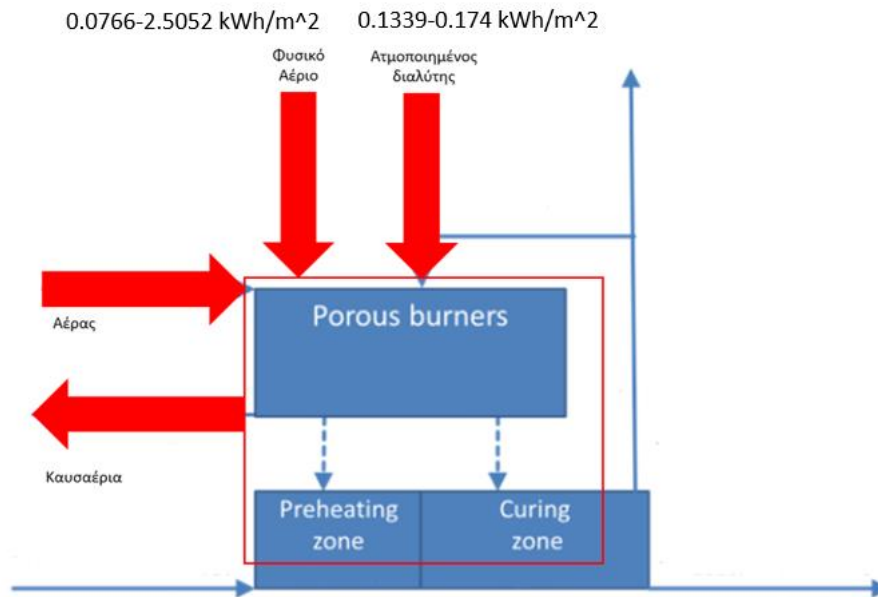 0.0766-2.5052 kWh/m^2
0.1339-0.174 kWh/m^2
Φυσικό
Αέριο
Ατμοποιημένος
διαλύτης
Porous burners
Αέρας
Καυσαέρια
Preheating
zone
Curing
zone